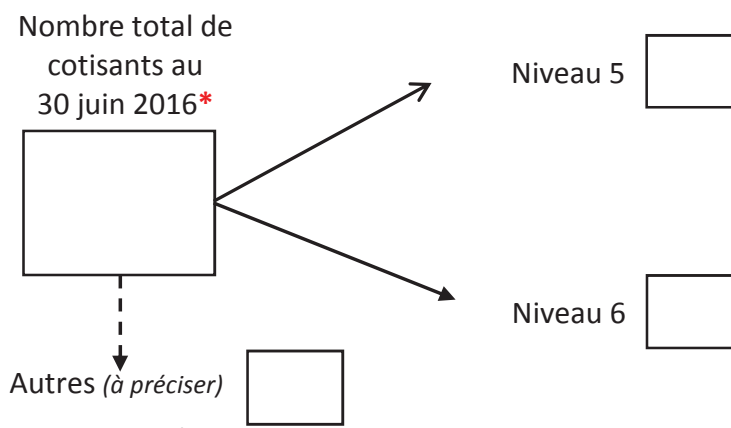 Nombre total de
cotisants au
30 juin 2016*
Niveau 5
Niveau 6
Autres (à préciser)